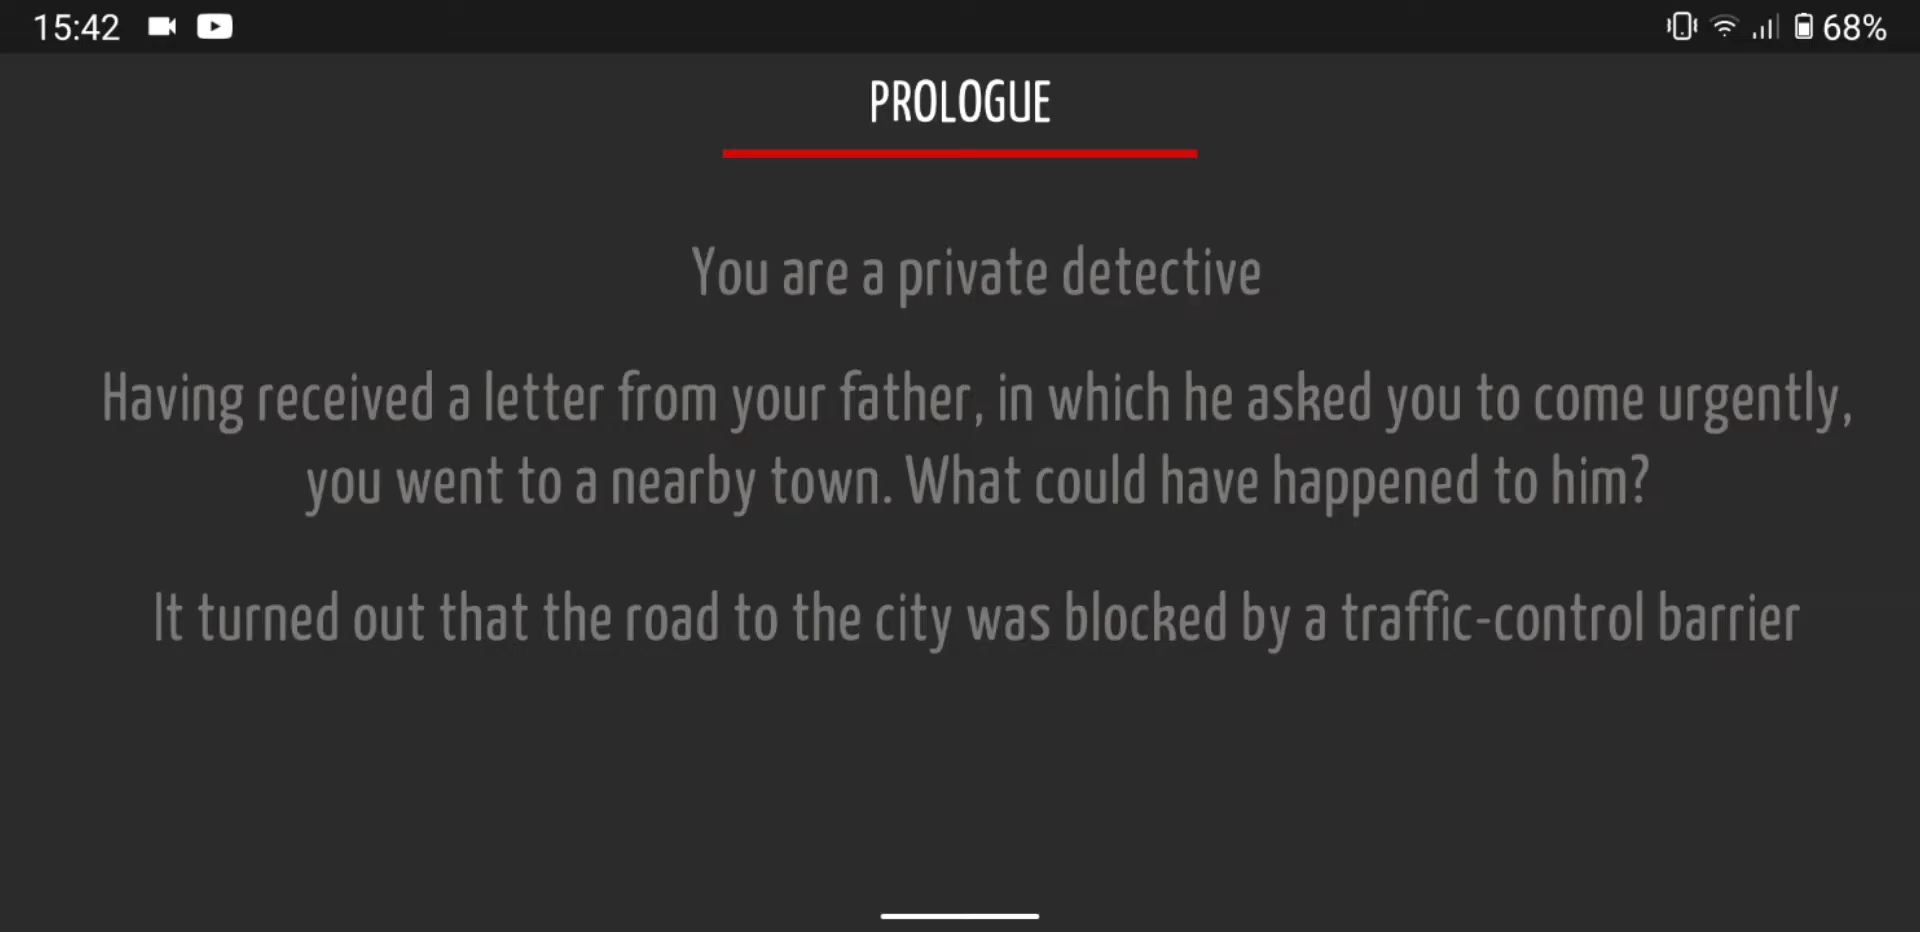 15:42
68%
PROLOGUE
You are a private detective
Having received a letter from your father, in which he asked you to come urgently,
you went to a nearby town. What could have happened to him?
It turned out that the road to the city was blocked by a traffic-control barrier